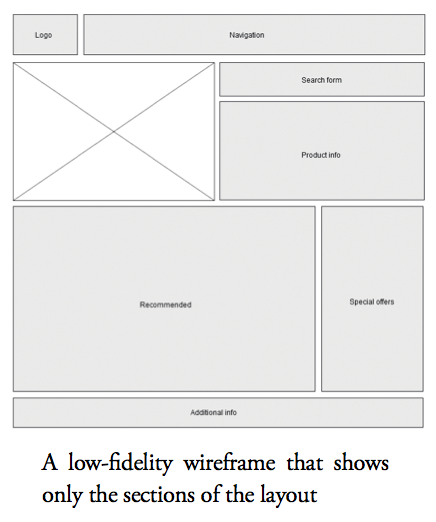 Logo
Navigation
Search form
Product info
Recommended
Special offers
Additional info
A low-fidelity wireframe that shows
only the sections of the layout